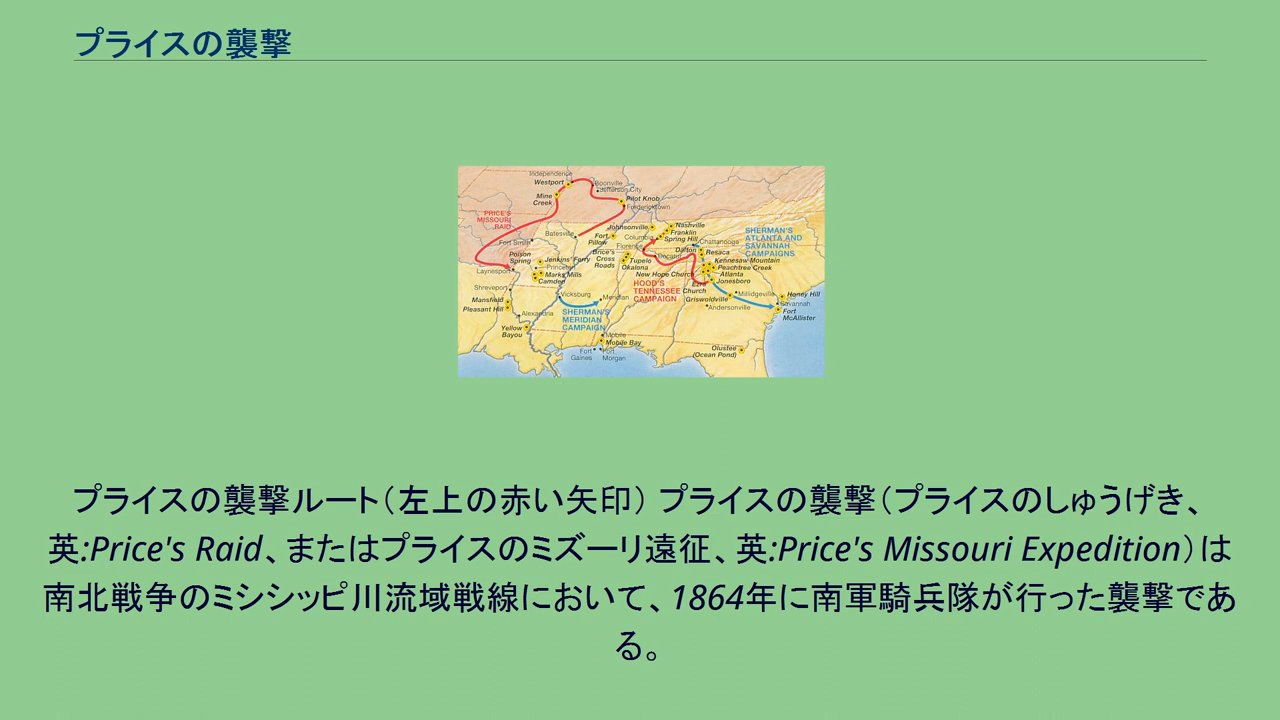 プライスの襲撃
Independence
Westport
Boonville
Jefferson City
Mine
Creek
Pilot Knob
Fredericktown
PRICE'S
MISSOURI
RAID
Batesville
Fort Smith
Poison
Spring
Laynesport
Jenkins' Ferry
Princeton
Marks Mills
Camden
Shreveport
Mansfield
Pleasant Hill
Alexandria
Yellow
Bayou
Johnsonville
Nashville
Franklin
Spring Hill
Columbia
Fort
Pillow
Florence
Brice's
Cross
Roads
Tupelo
Okalona
Decatur
New Hope Church
HOOD'S
TENNESSEE
CAMPAIGN
Vicksburg
Meridian
SHERMAN'S
MERIDIAN
CAMPAIGN
Mobile
Mobile Bay
Fort
Gaines
Fort
Morgan
SHERMAN'S
ATLANTA AND
SAVANNAH
CAMPAIGNS
Chattanooga
Dalton
Resaca
Kennesaw Mountain
Peachtree Creek
Atlanta
Jonesboro
Ezra
Church
Griswoldville
Milledgeville
Andersonville
Honey Hill
Savannah
Fort
McAllister
Olustee
(Ocean Pond)
プライスの襲撃ルート（左上の赤い矢印） プライスの襲撃（プライスのしゅうげき、
英:Price's Raid、またはプライスのミズーリ遠征、英:Price's Missouri Expedition）は
南北戦争のミシシッピ川流域戦線において、1864年に南軍騎兵隊が行った襲撃であ
る。